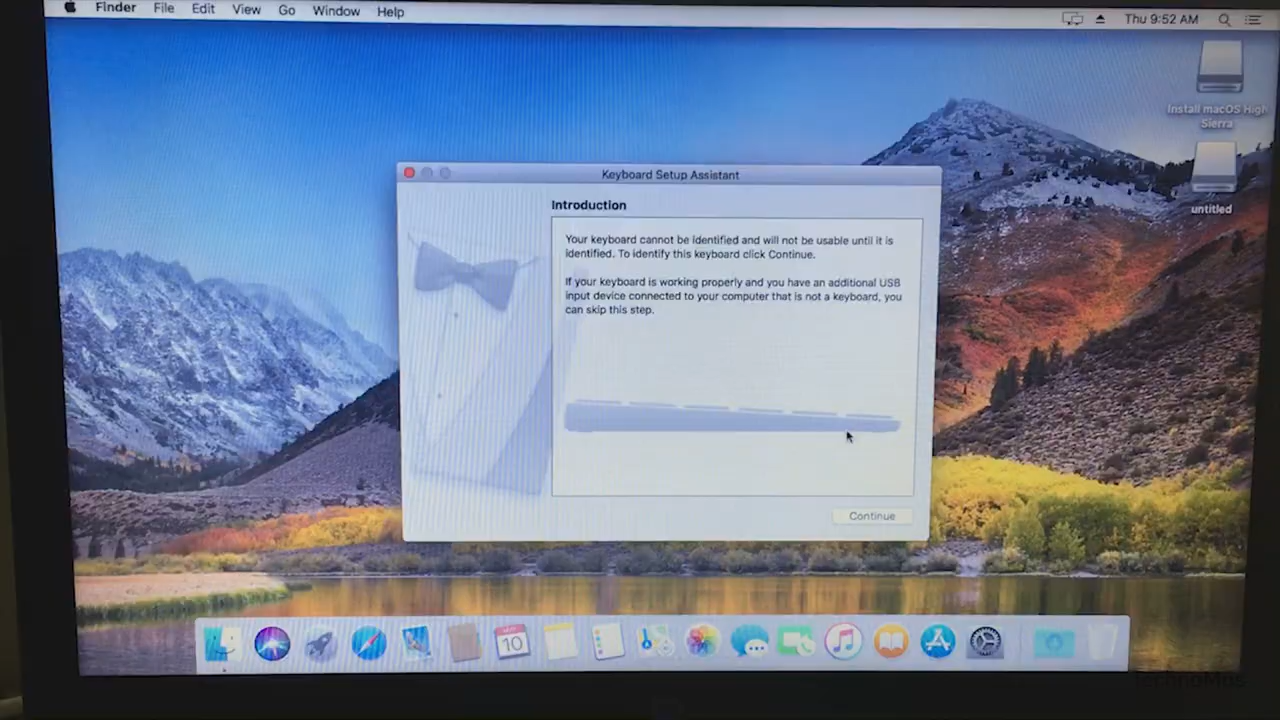 Finder File Edit View Go Window Help
Thu 9:52 AM
Install macOS High
Sierra
untitled
Keyboard Setup Assistant
Introduction
Your keyboard cannot be identified and will not be usable until it is
identified. To identify this keyboard click Continue.
If your keyboard is working properly and you have an additional USB
input device connected to your computer that is not a keyboard, you
can skip this step.
Continue
10